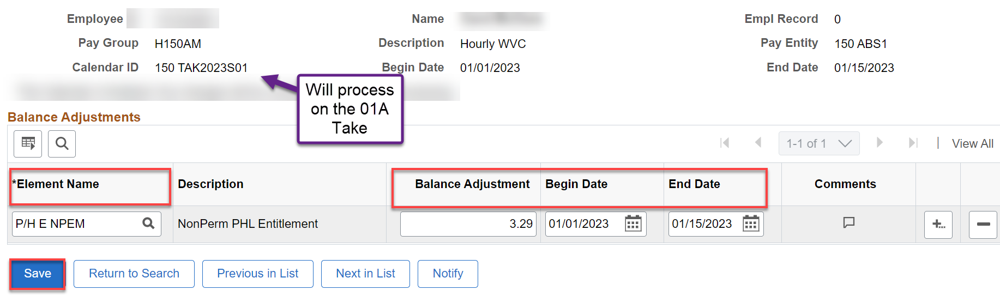 Employee Name Empl Record 0
Pay Group H150AM Description Hourly WVC Pay Entity 150 ABS1
Calendar ID 150 TAK2023S01 Begin Date 01/01/2023 End Date 01/15/2023
Will process
on the 01A
Take
Balance Adjustments
1-1 of 1 | View All
*Element Name Description Balance Adjustment Begin Date End Date Comments
P/H E NPEM NonPerm PHL Entitlement 3.29 01/01/2023 01/15/2023
Save Return to Search Previous in List Next in List Notify